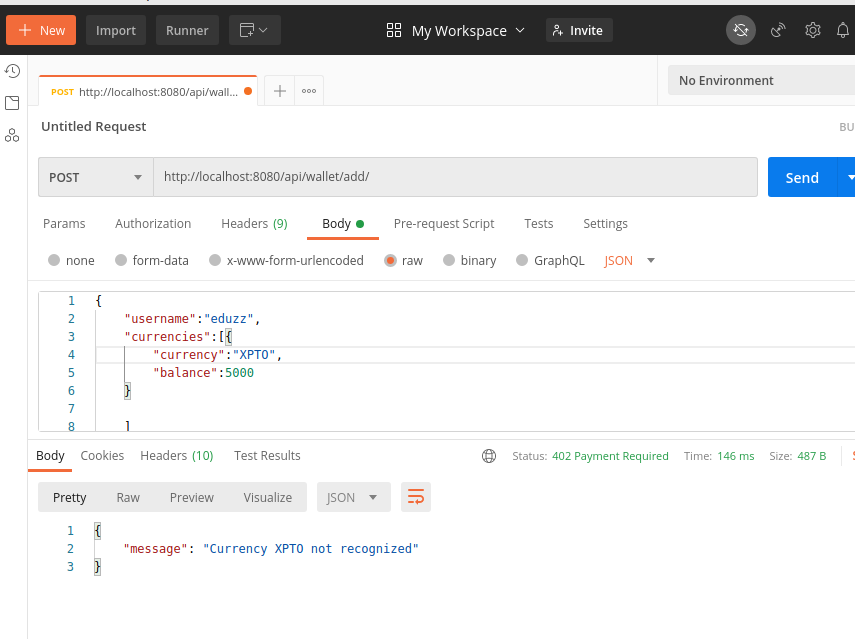 New Import Runner My Workspace Invite
POST http://localhost:8080/api/wall... No Environment
Untitled Request BU
POST http://localhost:8080/api/wallet/add/ Send
Params Authorization Headers (9) Body Pre-request Script Tests Settings
none form-data x-www-form-urlencoded raw binary GraphQL JSON
1 {
2 "username":"eduzz",
3 "currencies":[{
4 "currency":"XPTO",
5 "balance":5000
6 }
7
8 ]
Body Cookies Headers (10) Test Results Status: 402 Payment Required Time: 146 ms Size: 487 B
Pretty Raw Preview Visualize JSON
1 {
2 "message": "Currency XPTO not recognized"
3 }